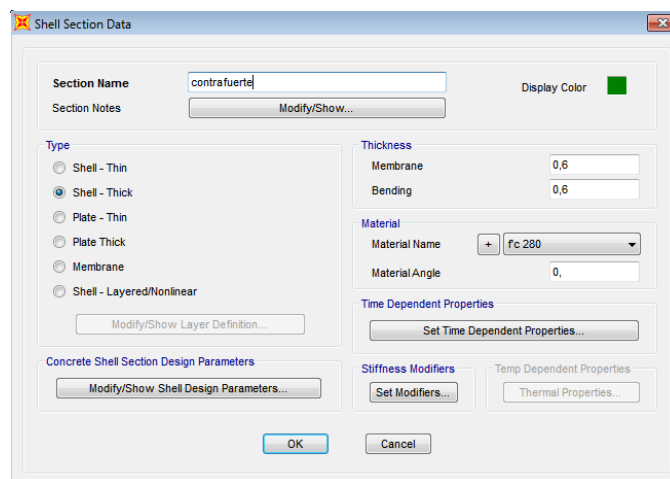 Shell Section Data
Section Name contrafuerte
Display Color
Section Notes Modify/Show...
Type
Shell - Thin
Shell - Thick
Plate - Thin
Plate Thick
Membrane
Shell - Layered/Nonlinear
Modify/Show Layer Definition...
Concrete Shell Section Design Parameters
Modify/Show Shell Design Parameters...
Thickness
Membrane 0,6
Bending 0,6
Material
Material Name + f'c 280
Material Angle 0,
Time Dependent Properties
Set Time Dependent Properties...
Stiffness Modifiers
Set Modifiers...
Temp Dependent Properties
Thermal Properties...
OK Cancel